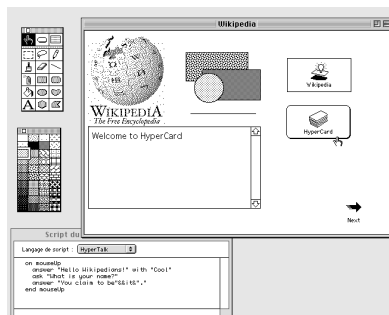 Wikipedia
WIKIPEDIA
The Free Encyclopedia
Wikipedia
Welcome to HyperCard
HyperCard
Next
Script du
Langage de script : HyperTalk
on mouseUp
answer "Hello Wikipedians!" with "Cool"
ask "What is your name?"
answer "You claim to be"&&it&"."
end mouseUp
A